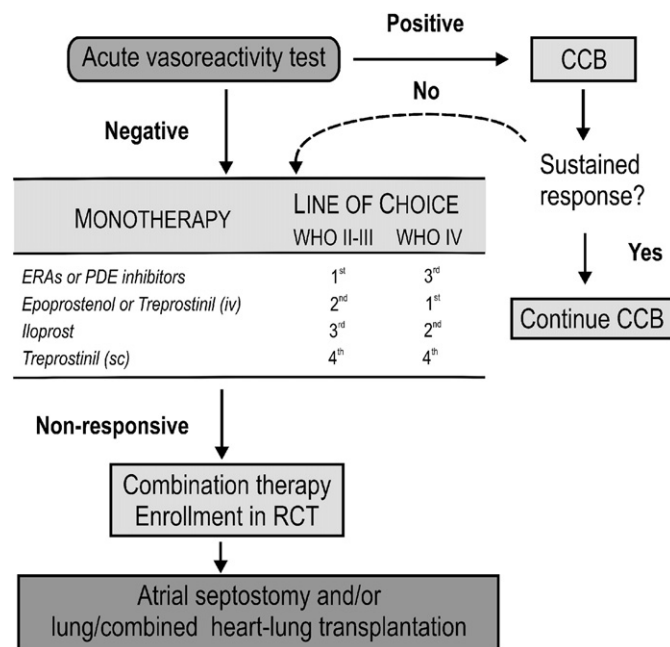 Acute vasoreactivity test
Positive
CCB
Negative
No
Sustained
response?
Yes
Continue CCB
MONOTHERAPY
LINE OF CHOICE
WHO II-III WHO IV
ERAs or PDE inhibitors 1st 3rd
Epoprostenol or Treprostinil (iv) 2nd 1st
Iloprost 3rd 2nd
Treprostinil (sc) 4th 4th
Non-responsive
Combination therapy
Enrollment in RCT
Atrial septostomy and/or
lung/combined heart-lung transplantation